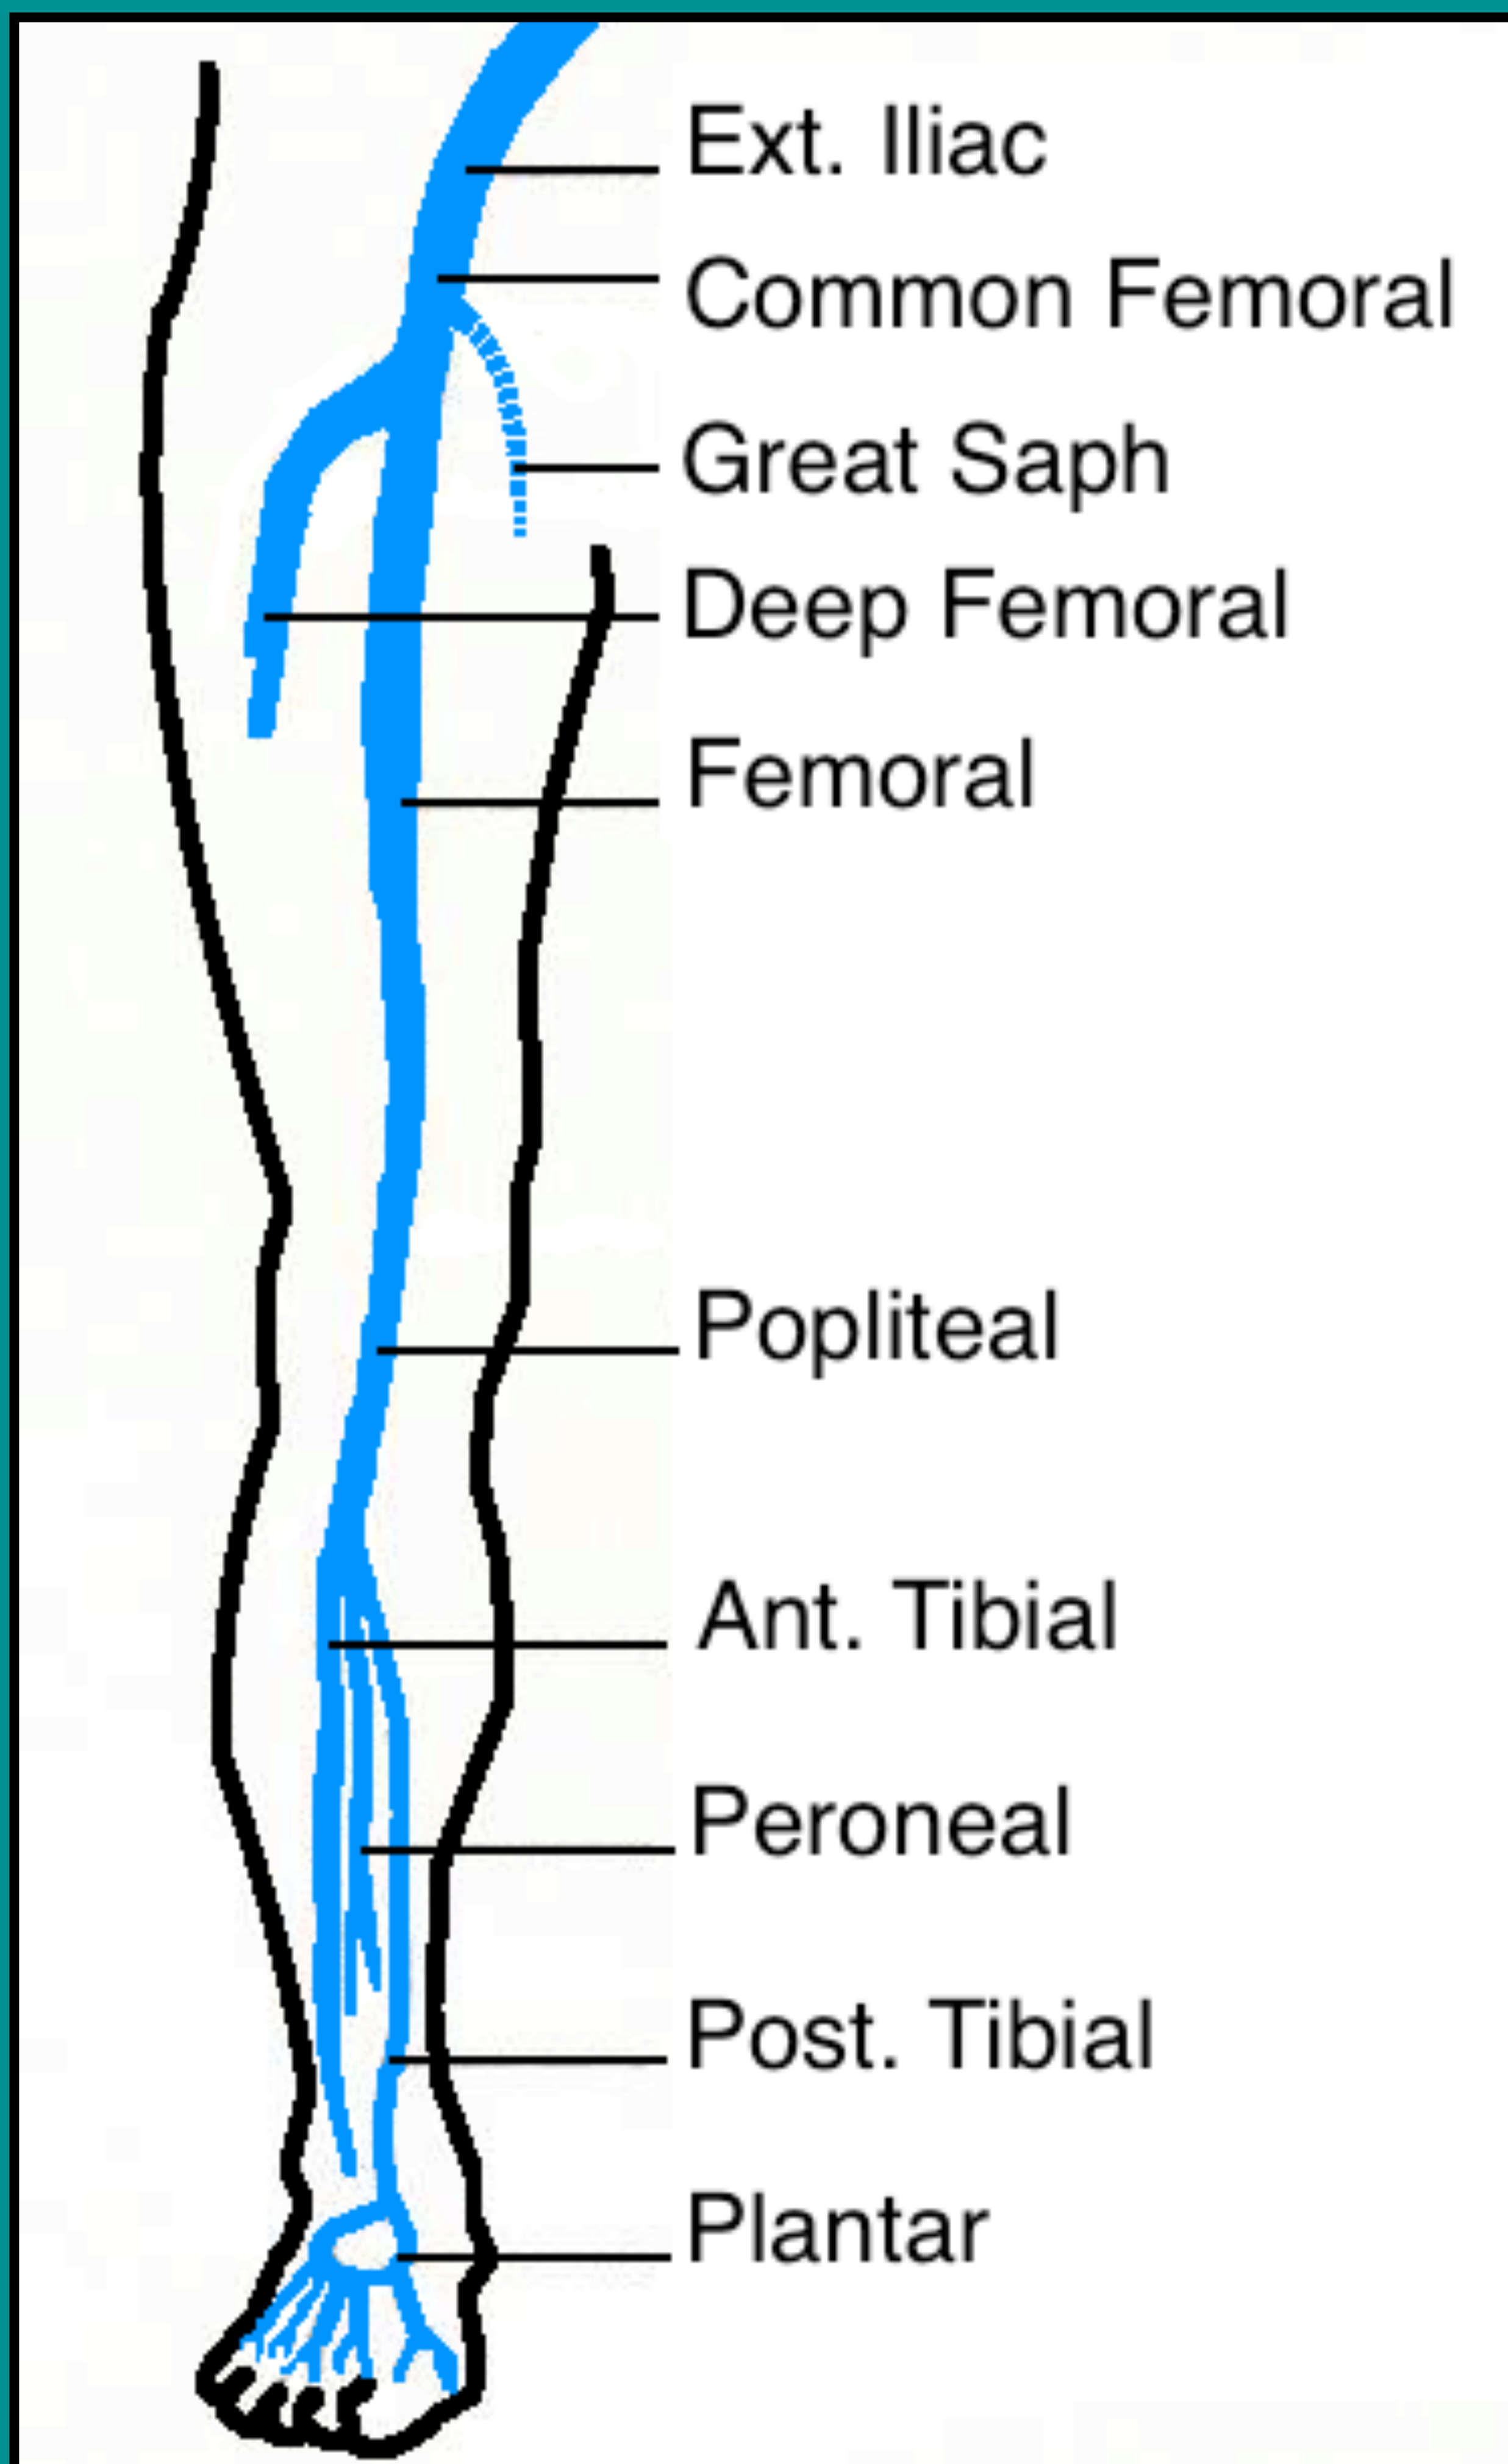 Ext. Iliac
Common Femoral
Great Saph
Deep Femoral
Femoral
Popliteal
Ant. Tibial
Peroneal
Post. Tibial
Plantar